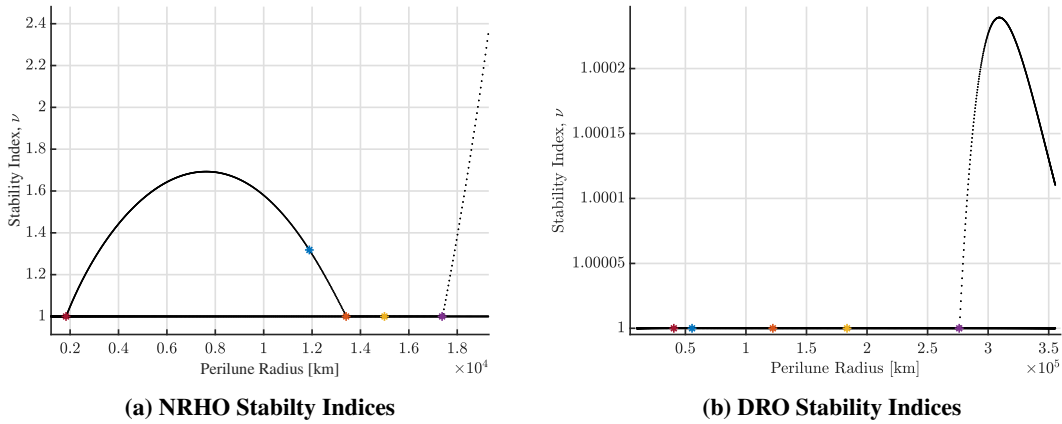 2.4
2.2
2
1.8
1.6
1.4
1.2
1
Stability Index, ν
0.2 0.4 0.6 0.8 1 1.2 1.4 1.6 1.8
Perilune Radius [km]
×10⁴
(a) NRHO Stabilty Indices
1.0002
1.00015
1.0001
1.00005
1
Stability Index, ν
0.5 1 1.5 2 2.5 3 3.5
Perilune Radius [km]
×10⁵
(b) DRO Stability Indices